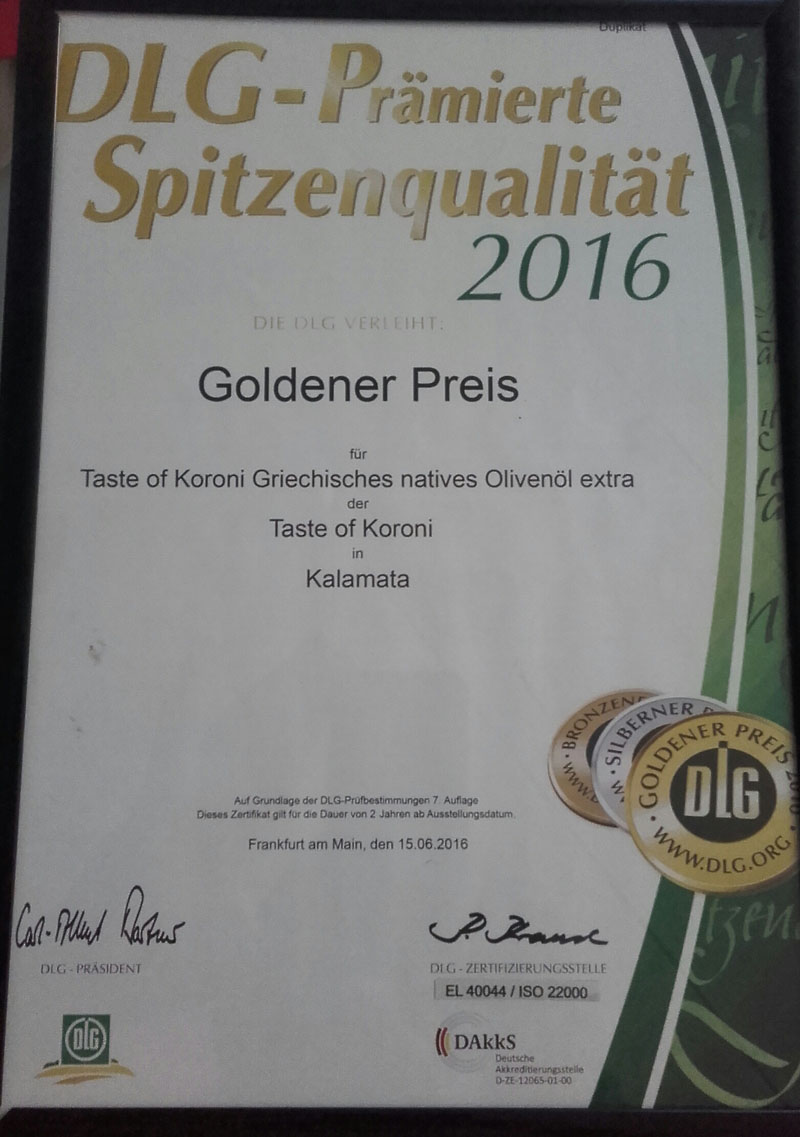 Duplikat
DLG-Prämierte
Spitzenqualität
2016
DIE DLG VERLEIHT:
Goldener Preis
für
Taste of Koroni Griechisches natives Olivenöl extra
der
Taste of Koroni
in
Kalamata
BRONZENE
WWW.D
SILBERNER P
W
GOLDENER PREIS 2016
DLG
WWW.DLG.ORG
Auf Grundlage der DLG-Prüfbestimmungen 7. Auflage
Dieses Zertifikat gilt für die Dauer von 2 Jahren ab Ausstellungsdatum.
Frankfurt am Main, den 15.06.2016
DLG - PRÄSIDENT
DLG - ZERTIFIZIERUNGSSTELLE
EL 40044 / ISO 22000
DLG
DAkkS
Deutsche
Akkreditierungsstelle
D-ZE-12065-01-00